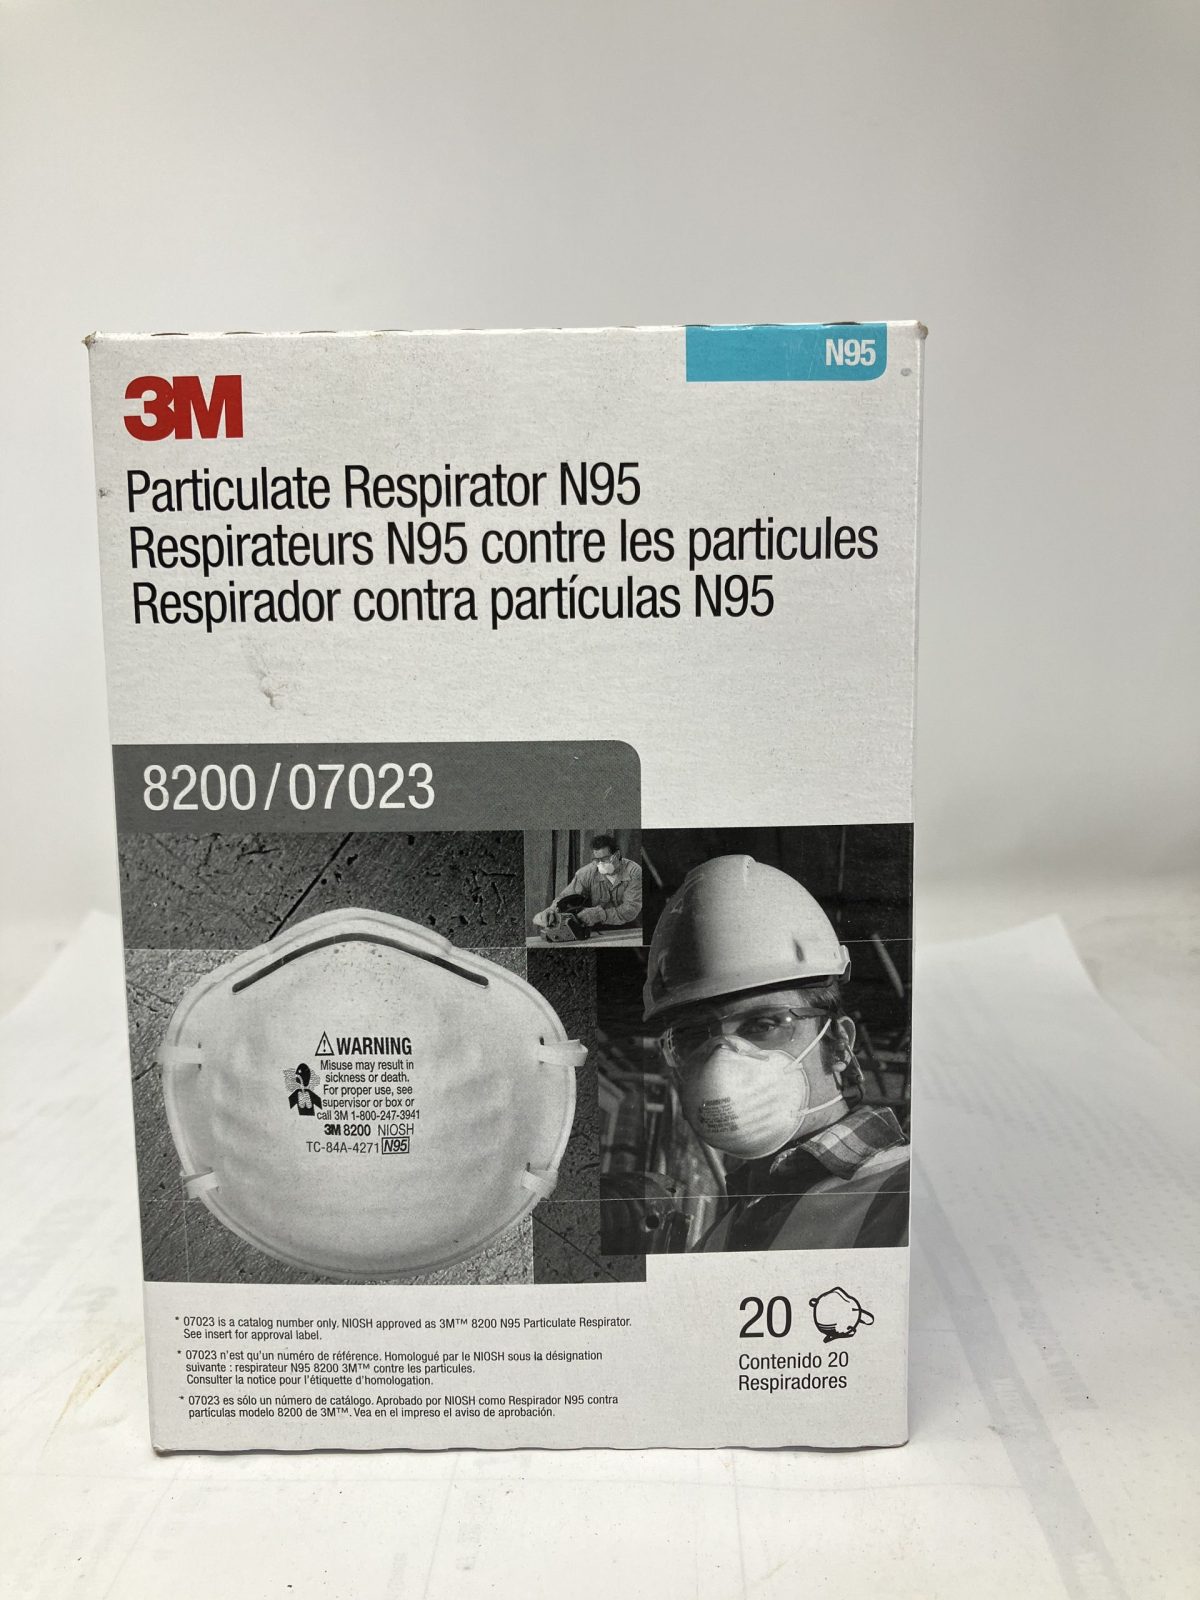 N95
3M
Particulate Respirator N95
Respirateurs N95 contre les particules
Respirador contra partículas N95
8200/07023
WARNING
Misuse may result in
sickness or death.
For proper use, see
supervisor or box or
call 3M 1-800-247-3941
3M 8200 NIOSH
TC-84A-4271 N95
* 07023 is a catalog number only. NIOSH approved as 3M™ 8200 N95 Particulate Respirator.
See insert for approval label.
* 07023 n'est qu'un numéro de référence. Homologué par le NIOSH sous la désignation
suivante : respirateur N95 8200 3M™ contre les particules.
Consulter la notice pour l'étiquette d'homologation.
* 07023 es sólo un número de catálogo. Aprobado por NIOSH como Respirador N95 contra
partículas modelo 8200 de 3M™. Vea en el impreso el aviso de aprobación.
20
Contenido 20
Respiradores